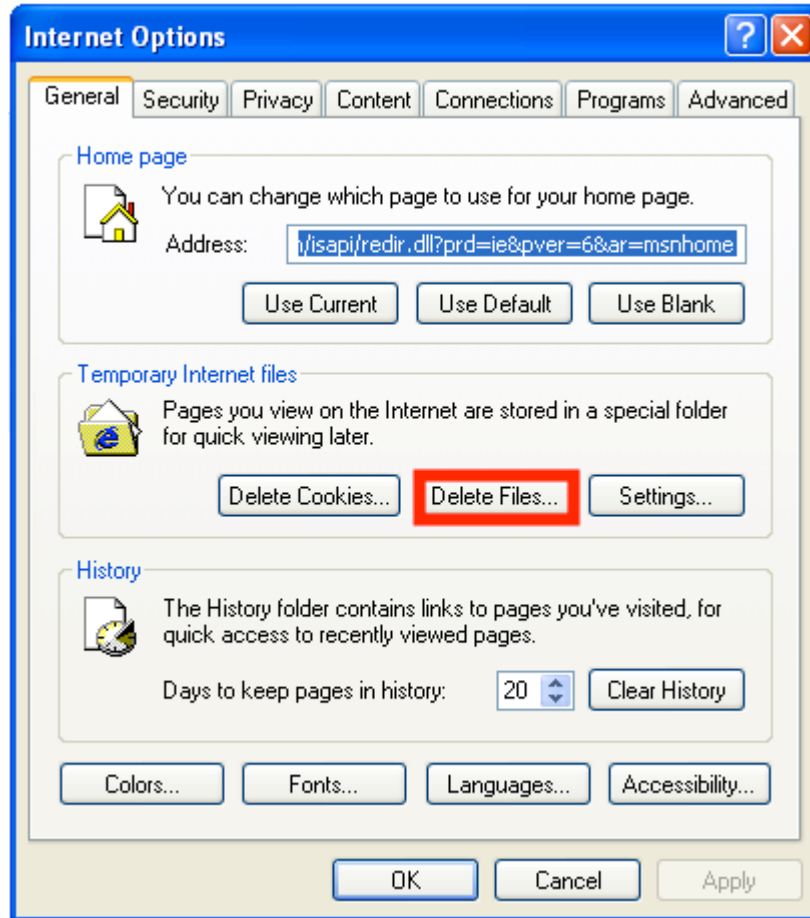 Internet Options
General Security Privacy Content Connections Programs Advanced
Home page
You can change which page to use for your home page.
Address: /isapi/redir.dll?prd=ie&pver=6&ar=msnhome
Use Current Use Default Use Blank
Temporary Internet files
Pages you view on the Internet are stored in a special folder
for quick viewing later.
Delete Cookies... Delete Files... Settings...
History
The History folder contains links to pages you've visited, for
quick access to recently viewed pages.
Days to keep pages in history: 20 Clear History
Colors... Fonts... Languages... Accessibility...
OK Cancel Apply